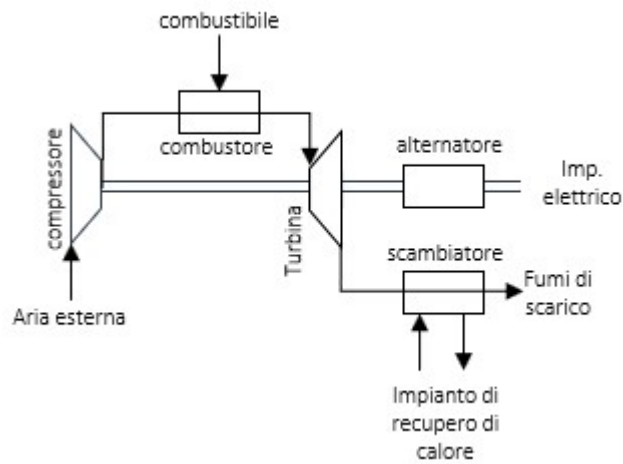 combustibile
compressore
combustore
alternatore
Imp.
elettrico
Turbina
scambiatore
Aria esterna
Fumi di
scarico
Impianto di
recupero di
calore